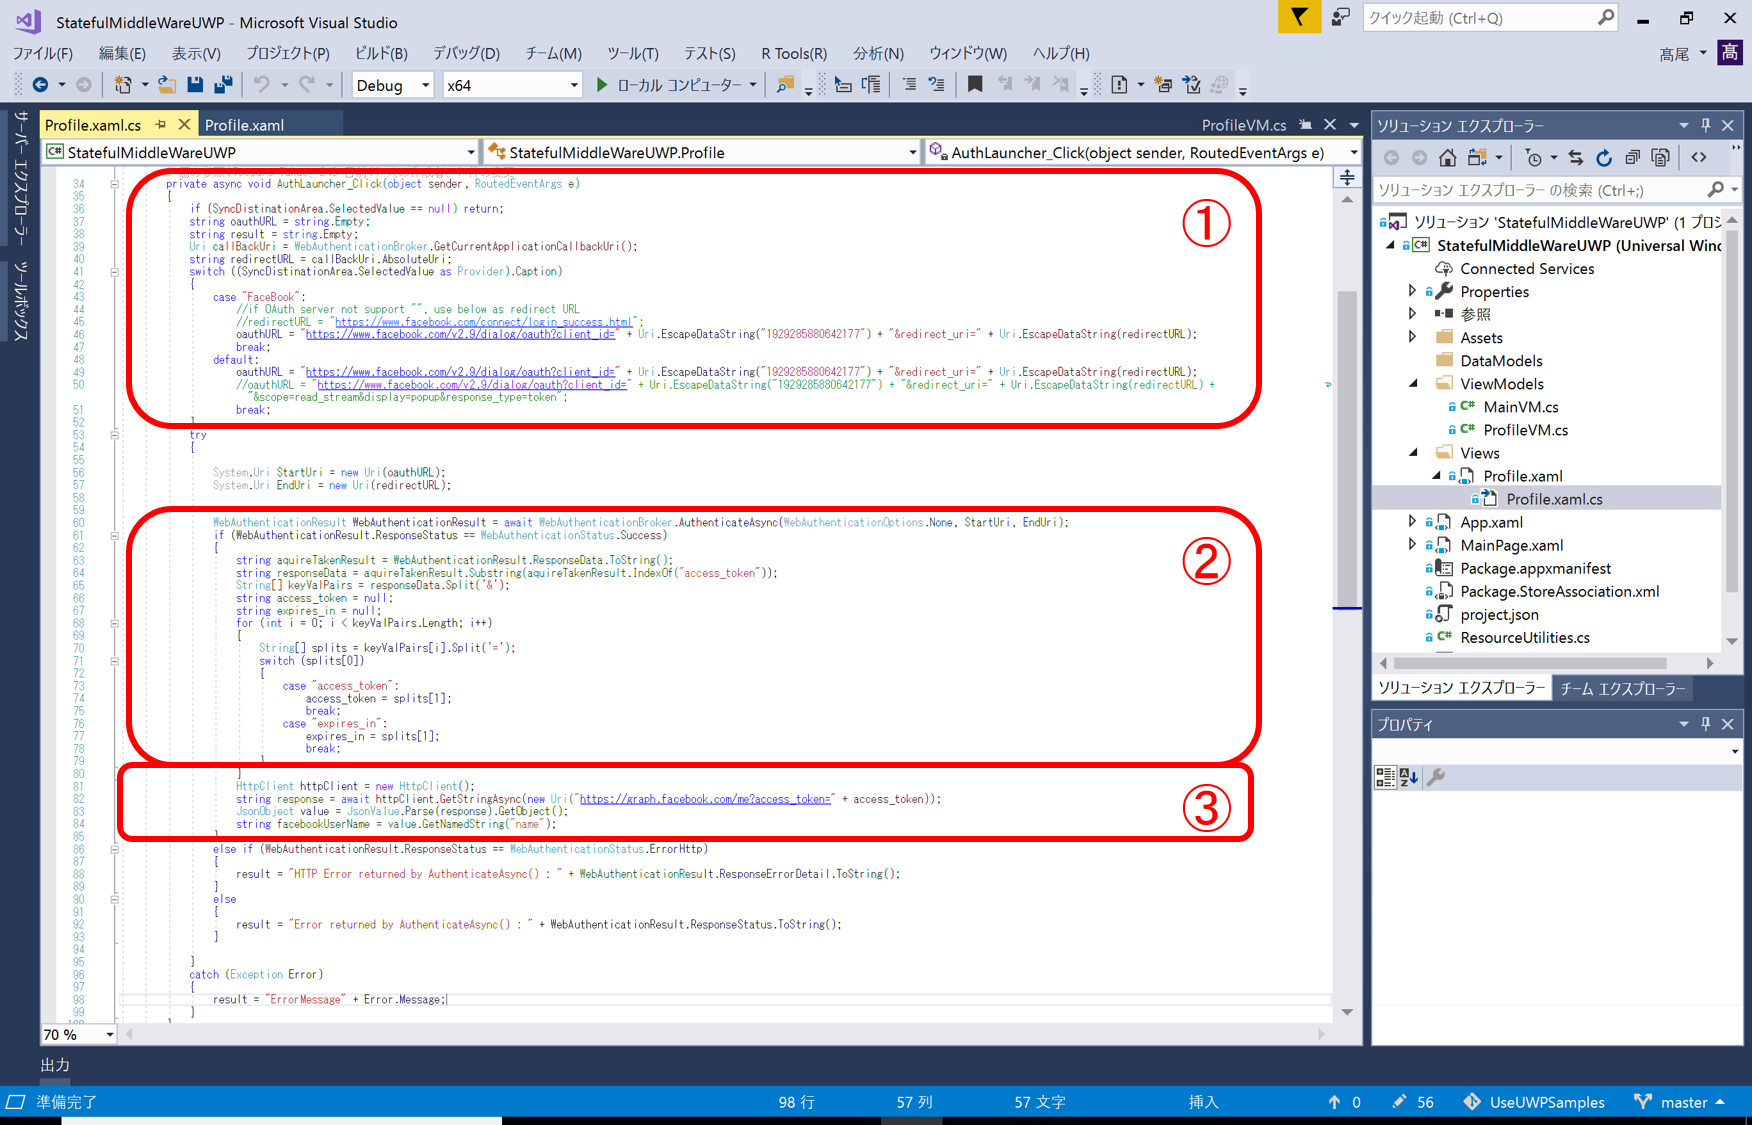 StatefulMiddleWareUWP - Microsoft Visual Studio
クイック起動 (Ctrl+Q)
ファイル(F) 編集(E) 表示(V) プロジェクト(P) ビルド(B) デバッグ(D) チーム(M) ツール(T) テスト(S) R Tools(R) 分析(N) ウィンドウ(W) ヘルプ(H)
髙尾 髙
Debug x64 ローカル コンピューター
サーバー エクスプローラー
ツールボックス
Profile.xaml.cs Profile.xaml ProfileVM.cs
StatefulMiddleWareUWP StatefulMiddleWareUWP.Profile AuthLauncher_Click(object sender, RoutedEventArgs e)
34 private async void AuthLauncher_Click(object sender, RoutedEventArgs e)
35 {
36 if (SyncDistinationArea.SelectedValue == null) return;
37 string oauthURL = string.Empty;
38 string result = string.Empty;
39 Uri callBackUri = WebAuthenticationBroker.GetCurrentApplicationCallbackUri();
40 string redirectURL = callBackUri.AbsoluteUri;
41 switch ((SyncDistinationArea.SelectedValue as Provider).Caption)
42 {
43 case "FaceBook":
44 //if OAuth server not support "", use below as redirect URL
45 //redirectURL = "https://www.facebook.com/connect/login_success.html";
46 oauthURL = "https://www.facebook.com/v2.9/dialog/oauth?client_id=" + Uri.EscapeDataString("1929285880642177") + "&redirect_uri=" + Uri.EscapeDataString(redirectURL);
47 break;
48 default:
49 oauthURL = "https://www.facebook.com/v2.9/dialog/oauth?client_id=" + Uri.EscapeDataString("1929285880642177") + "&redirect_uri=" + Uri.EscapeDataString(redirectURL);
50 //oauthURL = "https://www.facebook.com/v2.9/dialog/oauth?client_id=" + Uri.EscapeDataString("1929285880642177") + "&redirect_uri=" + Uri.EscapeDataString(redirectURL) +
"&scope=read_stream&display=popup&response_type=token";
51 break;
52
①
53 try
54 {
55
56 System.Uri StartUri = new Uri(oauthURL);
57 System.Uri EndUri = new Uri(redirectURL);
58
59
60 WebAuthenticationResult WebAuthenticationResult = await WebAuthenticationBroker.AuthenticateAsync(WebAuthenticationOptions.None, StartUri, EndUri);
61 if (WebAuthenticationResult.ResponseStatus == WebAuthenticationStatus.Success)
62 {
63 string aquireTakenResult = WebAuthenticationResult.ResponseData.ToString();
64 string responseData = aquireTakenResult.Substring(aquireTakenResult.IndexOf("access_token"));
65 String[] keyValPairs = responseData.Split('&');
66 string access_token = null;
67 string expires_in = null;
68 for (int i = 0; i < keyValPairs.Length; i++)
69 {
70 String[] splits = keyValPairs[i].Split('=');
71 switch (splits[0])
72 {
73 case "access_token":
74 access_token = splits[1];
75 break;
76 case "expires_in":
77 expires_in = splits[1];
78 break;
79 }
②
80 }
81 HttpClient httpClient = new HttpClient();
82 string response = await httpClient.GetStringAsync(new Uri("https://graph.facebook.com/me?access_token=" + access_token));
83 JsonObject value = JsonValue.Parse(response).GetObject();
84 string facebookUserName = value.GetNamedString("name");
③
85 }
86 else if (WebAuthenticationResult.ResponseStatus == WebAuthenticationStatus.ErrorHttp)
87 {
88 result = "HTTP Error returned by AuthenticateAsync() : " + WebAuthenticationResult.ResponseErrorDetail.ToString();
89 }
90 else
91 {
92 result = "Error returned by AuthenticateAsync() : " + WebAuthenticationResult.ResponseStatus.ToString();
93 }
94
95 }
96 catch (Exception Error)
97 {
98 result = "ErrorMessage" + Error.Message;
99 }
70 %
ソリューション エクスプローラー
ソリューション エクスプローラー の検索 (Ctrl+;)
ソリューション 'StatefulMiddleWareUWP' (1 プロジ
StatefulMiddleWareUWP (Universal Winc
Connected Services
Properties
参照
Assets
DataModels
ViewModels
MainVM.cs
ProfileVM.cs
Views
Profile.xaml
Profile.xaml.cs
App.xaml
MainPage.xaml
Package.appxmanifest
Package.StoreAssociation.xml
project.json
ResourceUtilities.cs
ソリューション エクスプローラー チーム エクスプローラー
プロパティ
出力
準備完了 98 行 57 列 57 文字 挿入 0 56 UseUWPSamples master